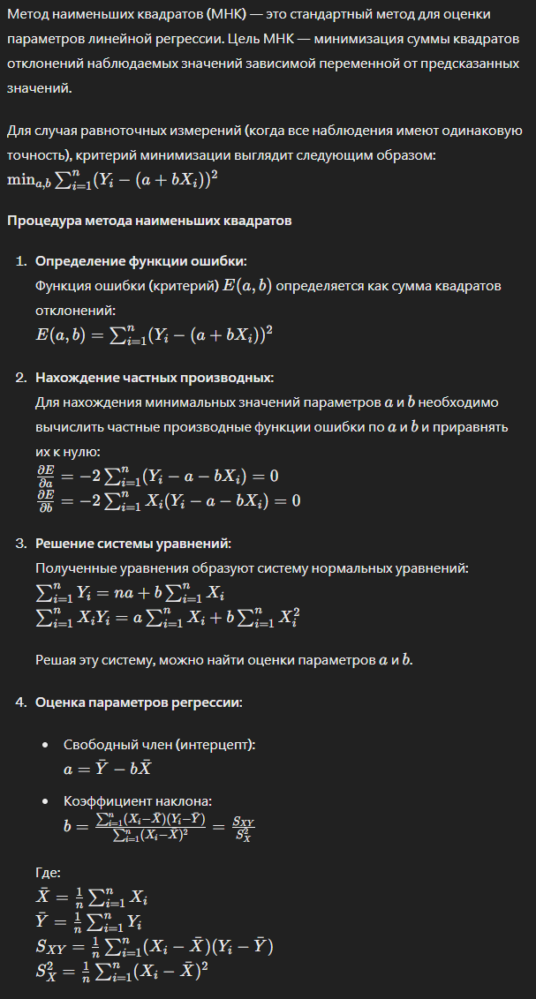 Метод наименьших квадратов (МНК) — это стандартный метод для оценки
параметров линейной регрессии. Цель МНК — минимизация суммы квадратов
отклонений наблюдаемых значений зависимой переменной от предсказанных
значений.
Для случая равноточных измерений (когда все наблюдения имеют одинаковую
точность), критерий минимизации выглядит следующим образом:
$\min_{a,b} \sum_{i=1}^{n} (Y_i - (a + bX_i))^2$
Процедура метода наименьших квадратов
1. Определение функции ошибки:
Функция ошибки (критерий) $E(a, b)$ определяется как сумма квадратов
отклонений:
$E(a, b) = \sum_{i=1}^{n} (Y_i - (a + bX_i))^2$
2. Нахождение частных производных:
Для нахождения минимальных значений параметров $a$ и $b$ необходимо
вычислить частные производные функции ошибки по $a$ и $b$ и приравнять
их к нулю:
$\frac{\partial E}{\partial a} = -2 \sum_{i=1}^{n} (Y_i - a - bX_i) = 0$
$\frac{\partial E}{\partial b} = -2 \sum_{i=1}^{n} X_i (Y_i - a - bX_i) = 0$
3. Решение системы уравнений:
Полученные уравнения образуют систему нормальных уравнений:
$\sum_{i=1}^{n} Y_i = na + b \sum_{i=1}^{n} X_i$
$\sum_{i=1}^{n} X_i Y_i = a \sum_{i=1}^{n} X_i + b \sum_{i=1}^{n} X_i^2$
Решая эту систему, можно найти оценки параметров $a$ и $b$.
4. Оценка параметров регрессии:
• Свободный член (интерцепт):
$a = \bar{Y} - b\bar{X}$
• Коэффициент наклона:
$b = \frac{\sum_{i=1}^{n} (X_i - \bar{X})(Y_i - \bar{Y})}{\sum_{i=1}^{n} (X_i - \bar{X})^2} = \frac{S_{XY}}{S_X^2}$
Где:
$\bar{X} = \frac{1}{n} \sum_{i=1}^{n} X_i$
$\bar{Y} = \frac{1}{n} \sum_{i=1}^{n} Y_i$
$S_{XY} = \frac{1}{n} \sum_{i=1}^{n} (X_i - \bar{X})(Y_i - \bar{Y})$
$S_X^2 = \frac{1}{n} \sum_{i=1}^{n} (X_i - \bar{X})^2$